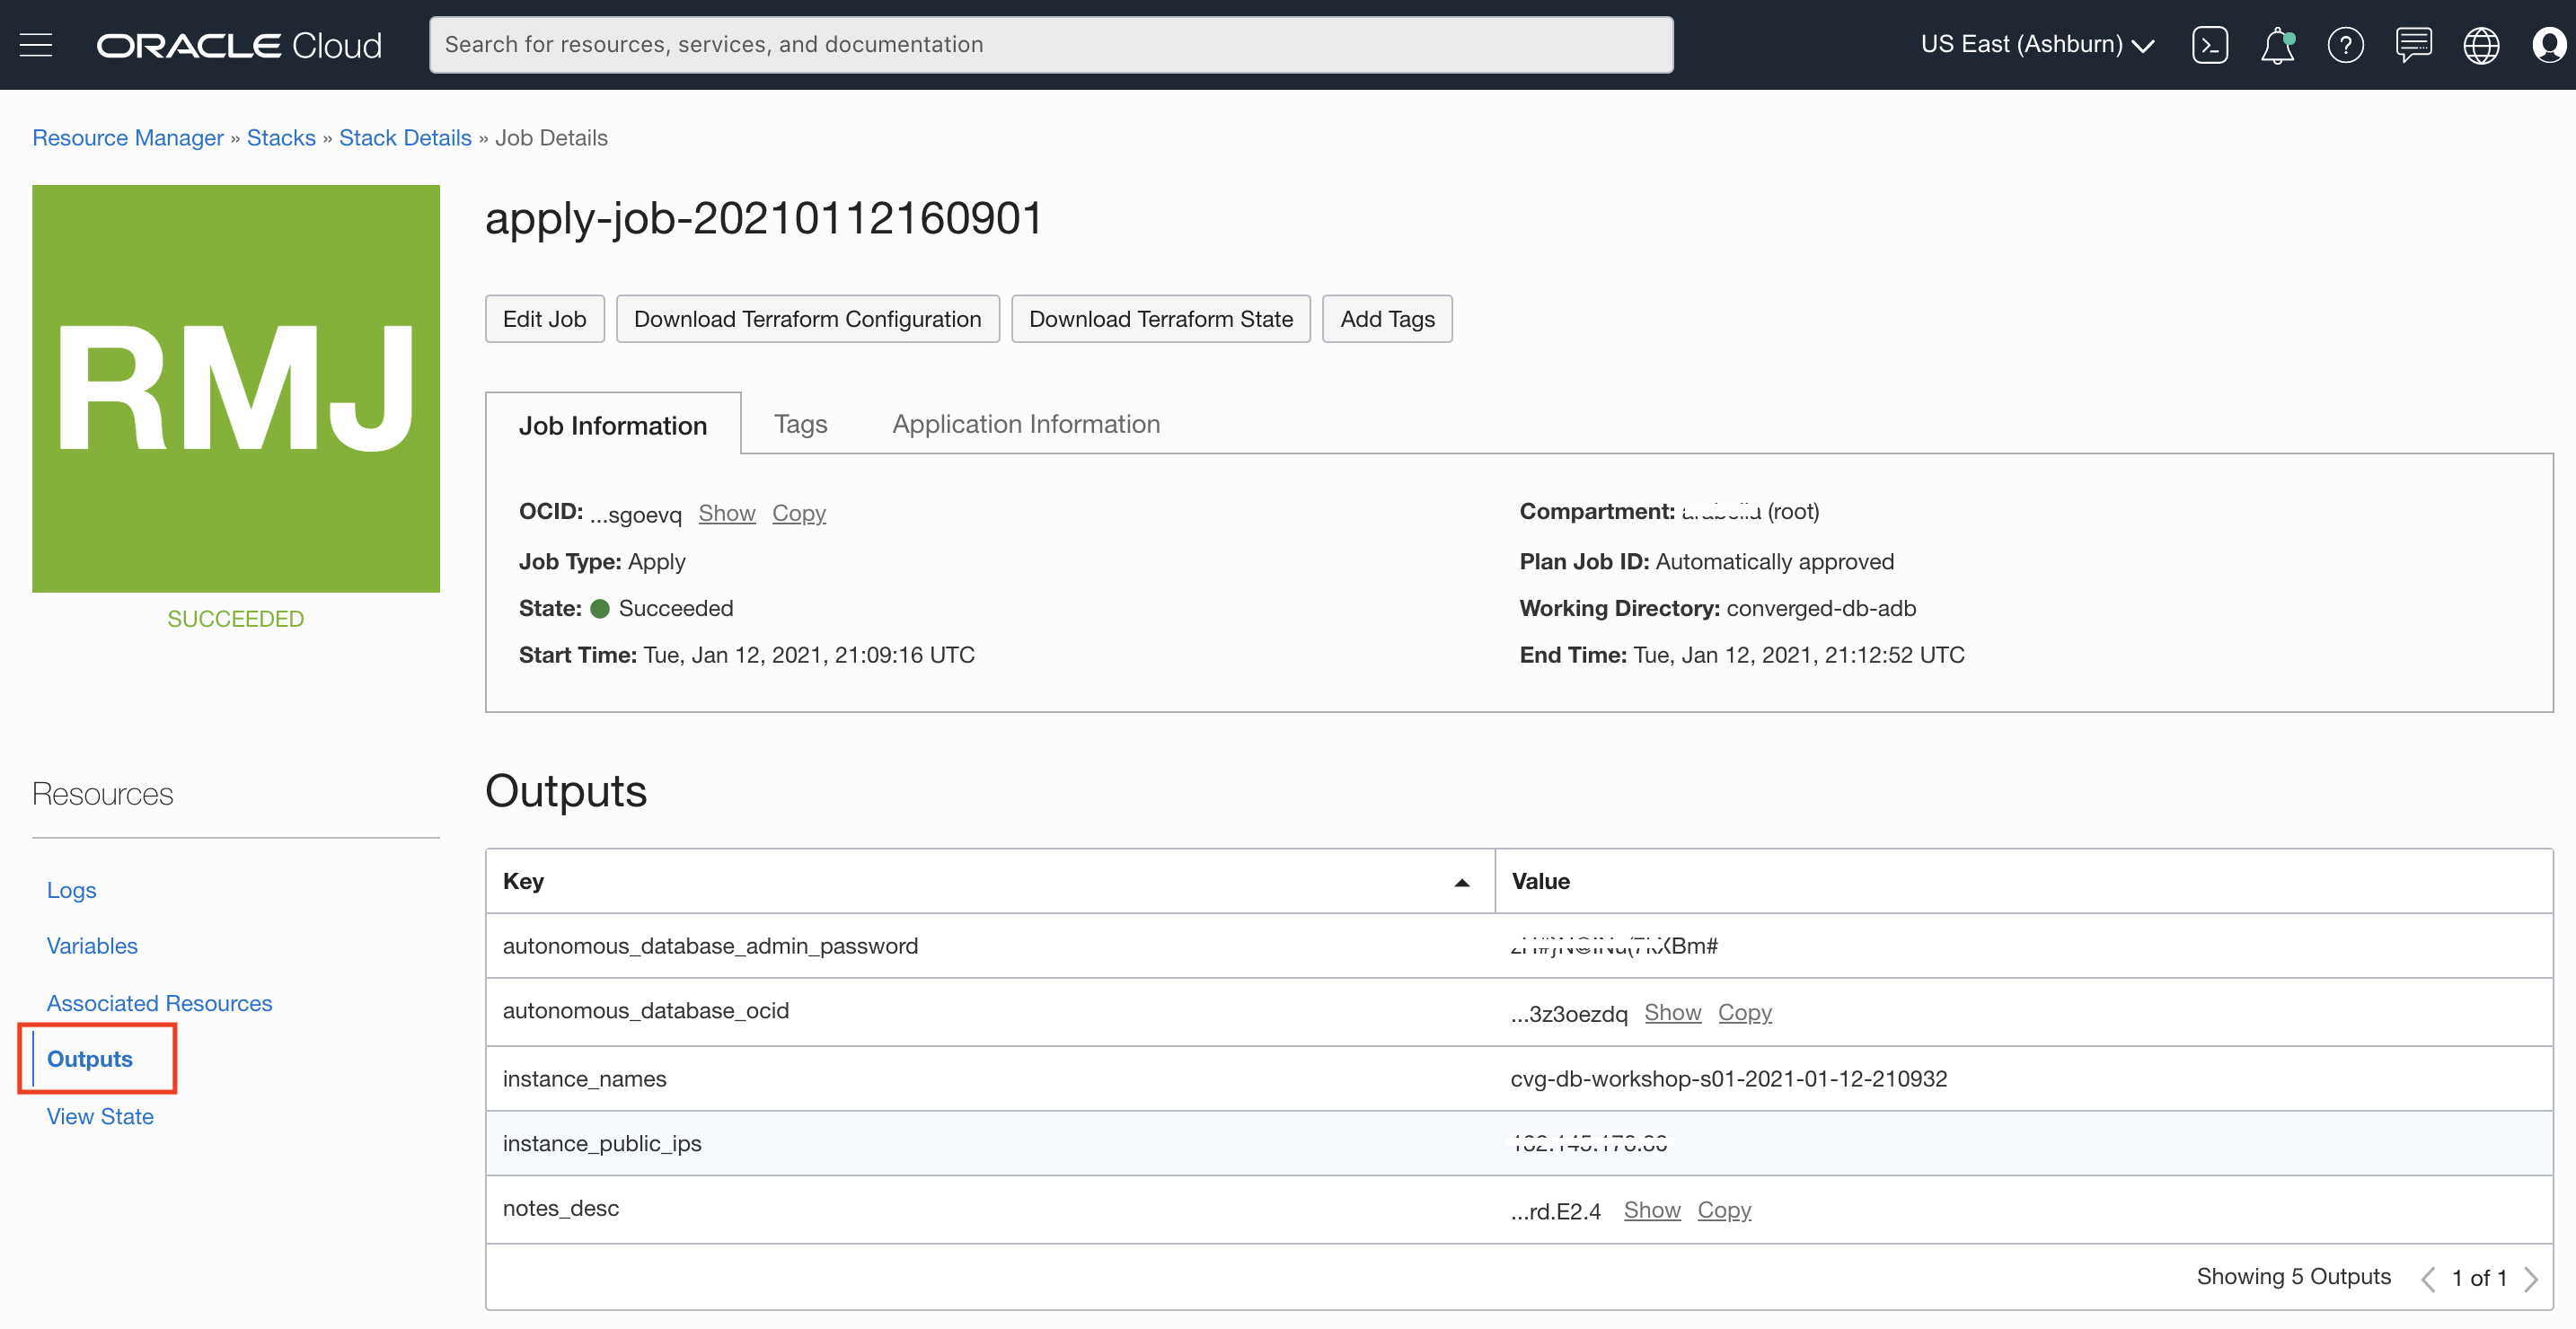 ORACLE Cloud
Search for resources, services, and documentation
US East (Ashburn)
Resource Manager » Stacks » Stack Details » Job Details
RMJ
SUCCEEDED
apply-job-20210112160901
Edit Job
Download Terraform Configuration
Download Terraform State
Add Tags
Job Information
Tags
Application Information
OCID: ...sgoevq Show Copy
Compartment: (root)
Job Type: Apply
Plan Job ID: Automatically approved
State: Succeeded
Working Directory: converged-db-adb
Start Time: Tue, Jan 12, 2021, 21:09:16 UTC
End Time: Tue, Jan 12, 2021, 21:12:52 UTC
Resources
Logs
Variables
Associated Resources
Outputs
View State
Outputs
Key
Value
autonomous_database_admin_password
autonomous_database_ocid
...3z3oezdq Show Copy
instance_names
cvg-db-workshop-s01-2021-01-12-210932
instance_public_ips
notes_desc
...rd.E2.4 Show Copy
Showing 5 Outputs
1 of 1